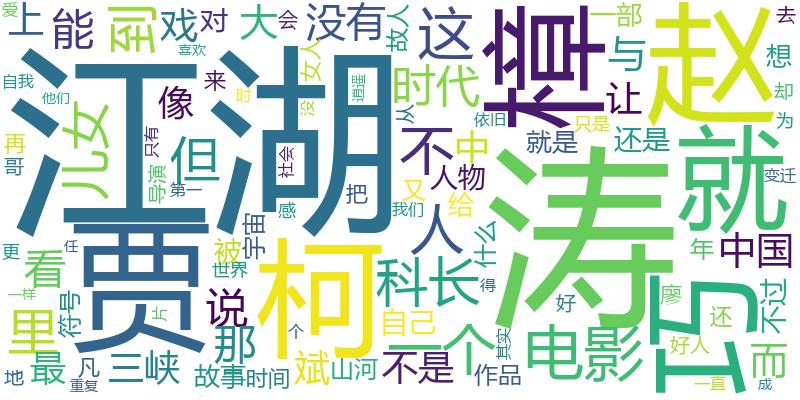 爱
上
能
到
戏
对
大
会
没有
故人
这
樟
一部
赵
去
喜欢
女人
与
想
自我
他们
江湖
来
像
时
没
逍遥
时代
让
却
儿女
从
依旧
为
再
哥
只有
但
不
中
就是
只是
还是
就
导演
第一
社会
把
人物
涛
变迁
感
我们
又
给
更
任
贾
被
宇宙
柯
人
什么
年
中国
看
世界
科长
得
巧
一样
符号
片
说
个
自己
好
廖
不过
里
那
一个
其实
电影
还
好人
而
地
最
凡
重复
三峡
故事
时间
斌
山河
不是
作品
一直
成